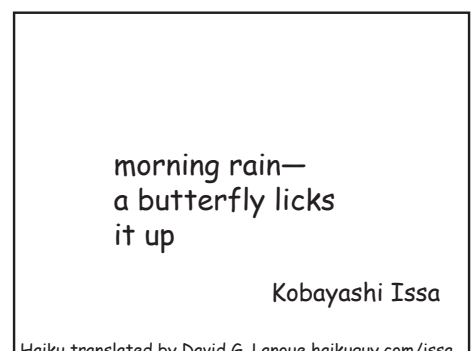 morning rain—
a butterfly licks
it up
Kobayashi Issa
Haiku translated by David G. Lanoue haikuguy.com/issa